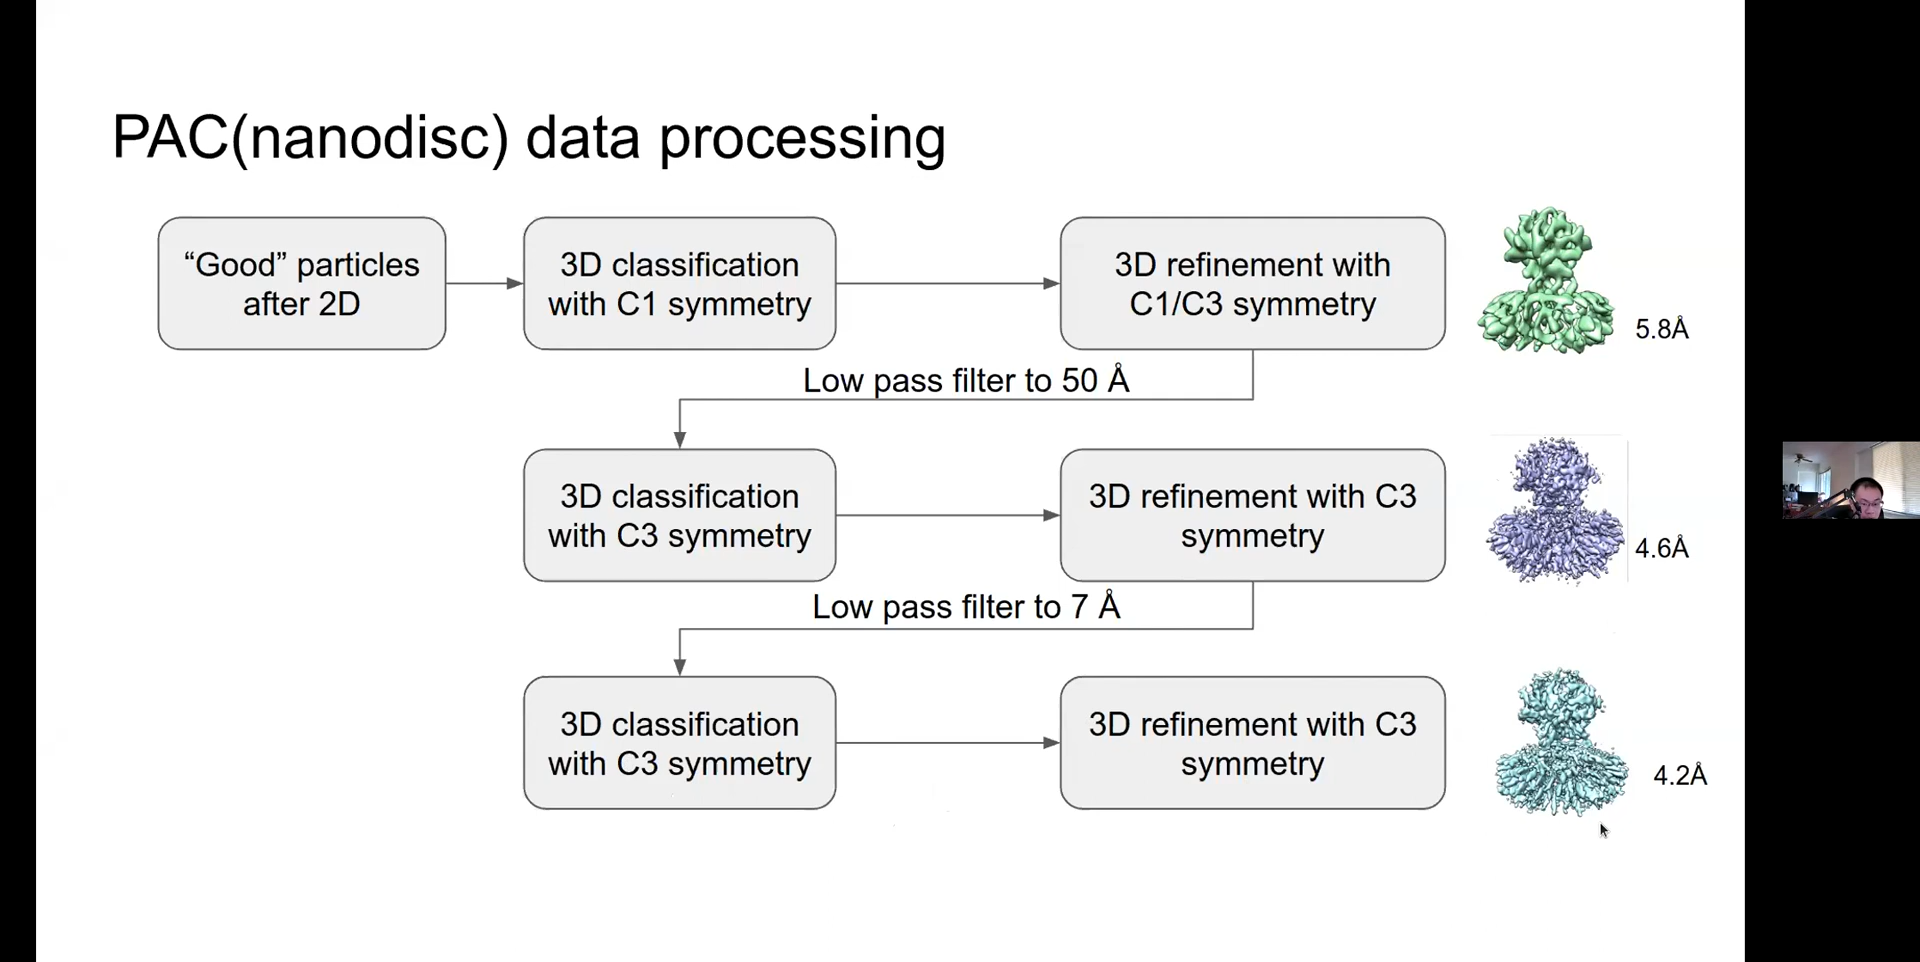 PAC(nanodisc) data processing
“Good” particles
after 2D
3D classification
with C1 symmetry
3D refinement with
C1/C3 symmetry
5.8Å
Low pass filter to 50 Å
3D classification
with C3 symmetry
3D refinement with C3
symmetry
4.6Å
Low pass filter to 7 Å
3D classification
with C3 symmetry
3D refinement with C3
symmetry
4.2Å